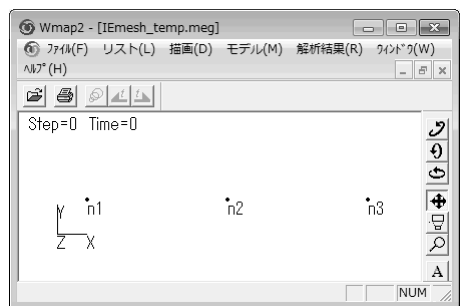 Wmap2 - [IEmesh_temp.meg]
ﾌｧｲﾙ(F) リスト(L) 描画(D) モデル(M) 解析結果(R) ｳｨﾝﾄﾞｳ(W)
ﾍﾙﾌﾟ(H)
Step=0 Time=0
Y n1 n2 n3
Z X
A
NUM